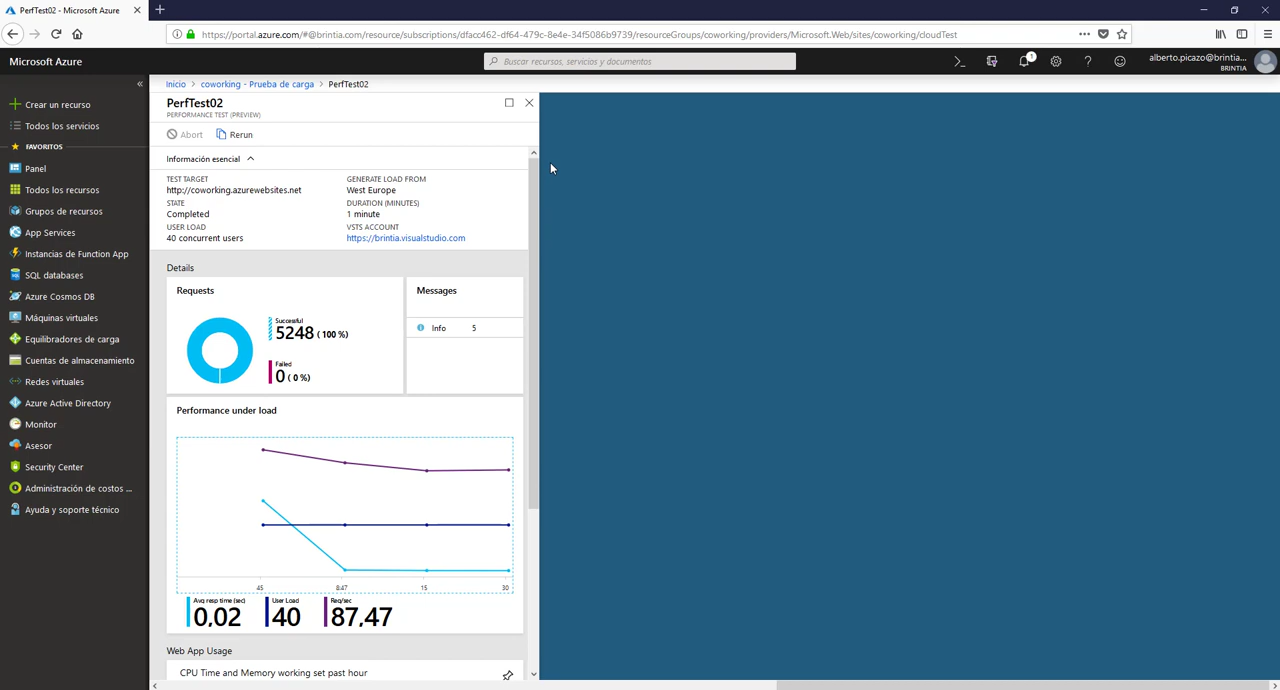 PerfTest02 - Microsoft Azure
https://portal.azure.com/#@brintia.com/resource/subscriptions/dfacc462-df64-479c-8e4e-34f5086b9739/resourceGroups/coworking/providers/Microsoft.Web/sites/coworking/cloudTest
Microsoft Azure
Buscar recursos, servicios y documentos
1
alberto.picazo@brintia...
BRINTIA
Inicio > coworking - Prueba de carga > PerfTest02
Crear un recurso
Todos los servicios
FAVORITOS
Panel
Todos los recursos
Grupos de recursos
App Services
Instancias de Function App
SQL databases
Azure Cosmos DB
Máquinas virtuales
Equilibradores de carga
Cuentas de almacenamiento
Redes virtuales
Azure Active Directory
Monitor
Asesor
Security Center
Administración de costos ...
Ayuda y soporte técnico
PerfTest02
PERFORMANCE TEST (PREVIEW)
Abort Rerun
Información esencial
TEST TARGET
http://coworking.azurewebsites.net
STATE
Completed
USER LOAD
40 concurrent users
GENERATE LOAD FROM
West Europe
DURATION (MINUTES)
1 minute
VSTS ACCOUNT
https://brintia.visualstudio.com
Details
Requests
Successful
5248 ( 100 %)
Failed
0 ( 0 %)
Messages
Info 5
Performance under load
45 8:47 15 30
Avg resp time (sec) User Load Req/sec
0,02 40 87,47
Web App Usage
CPU Time and Memory working set past hour